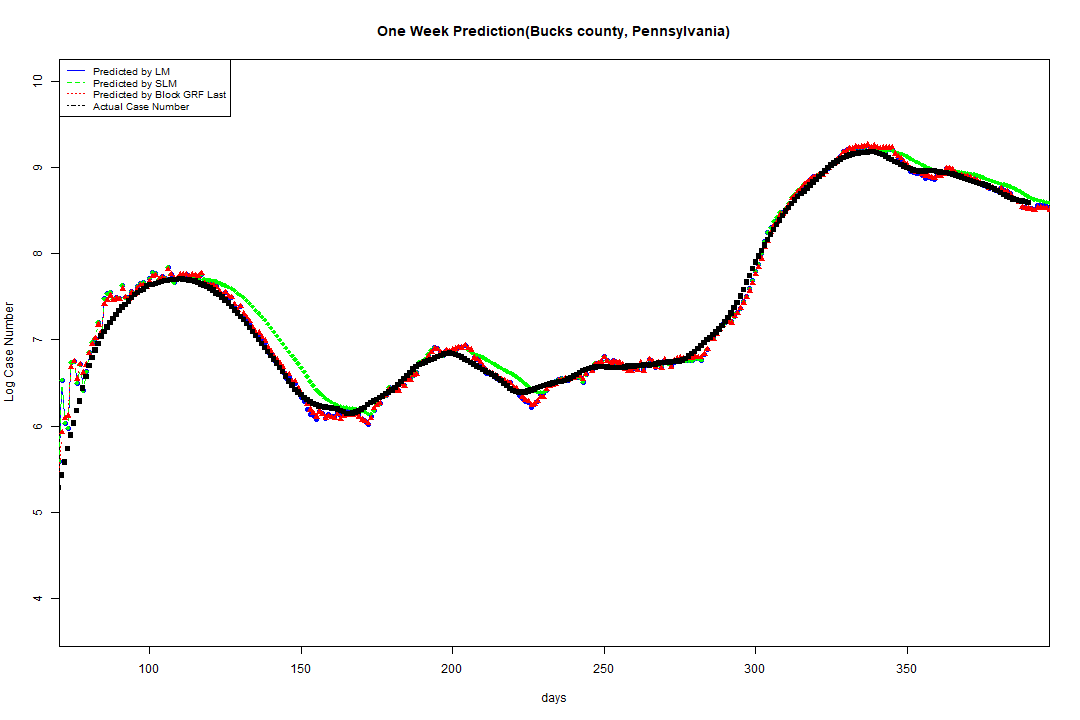 One Week Prediction(Bucks county, Pennsylvania)
Predicted by LM
Predicted by SLM
Predicted by Block GRF Last
Actual Case Number
10
9
8
7
6
5
4
Log Case Number
100 150 200 250 300 350
days